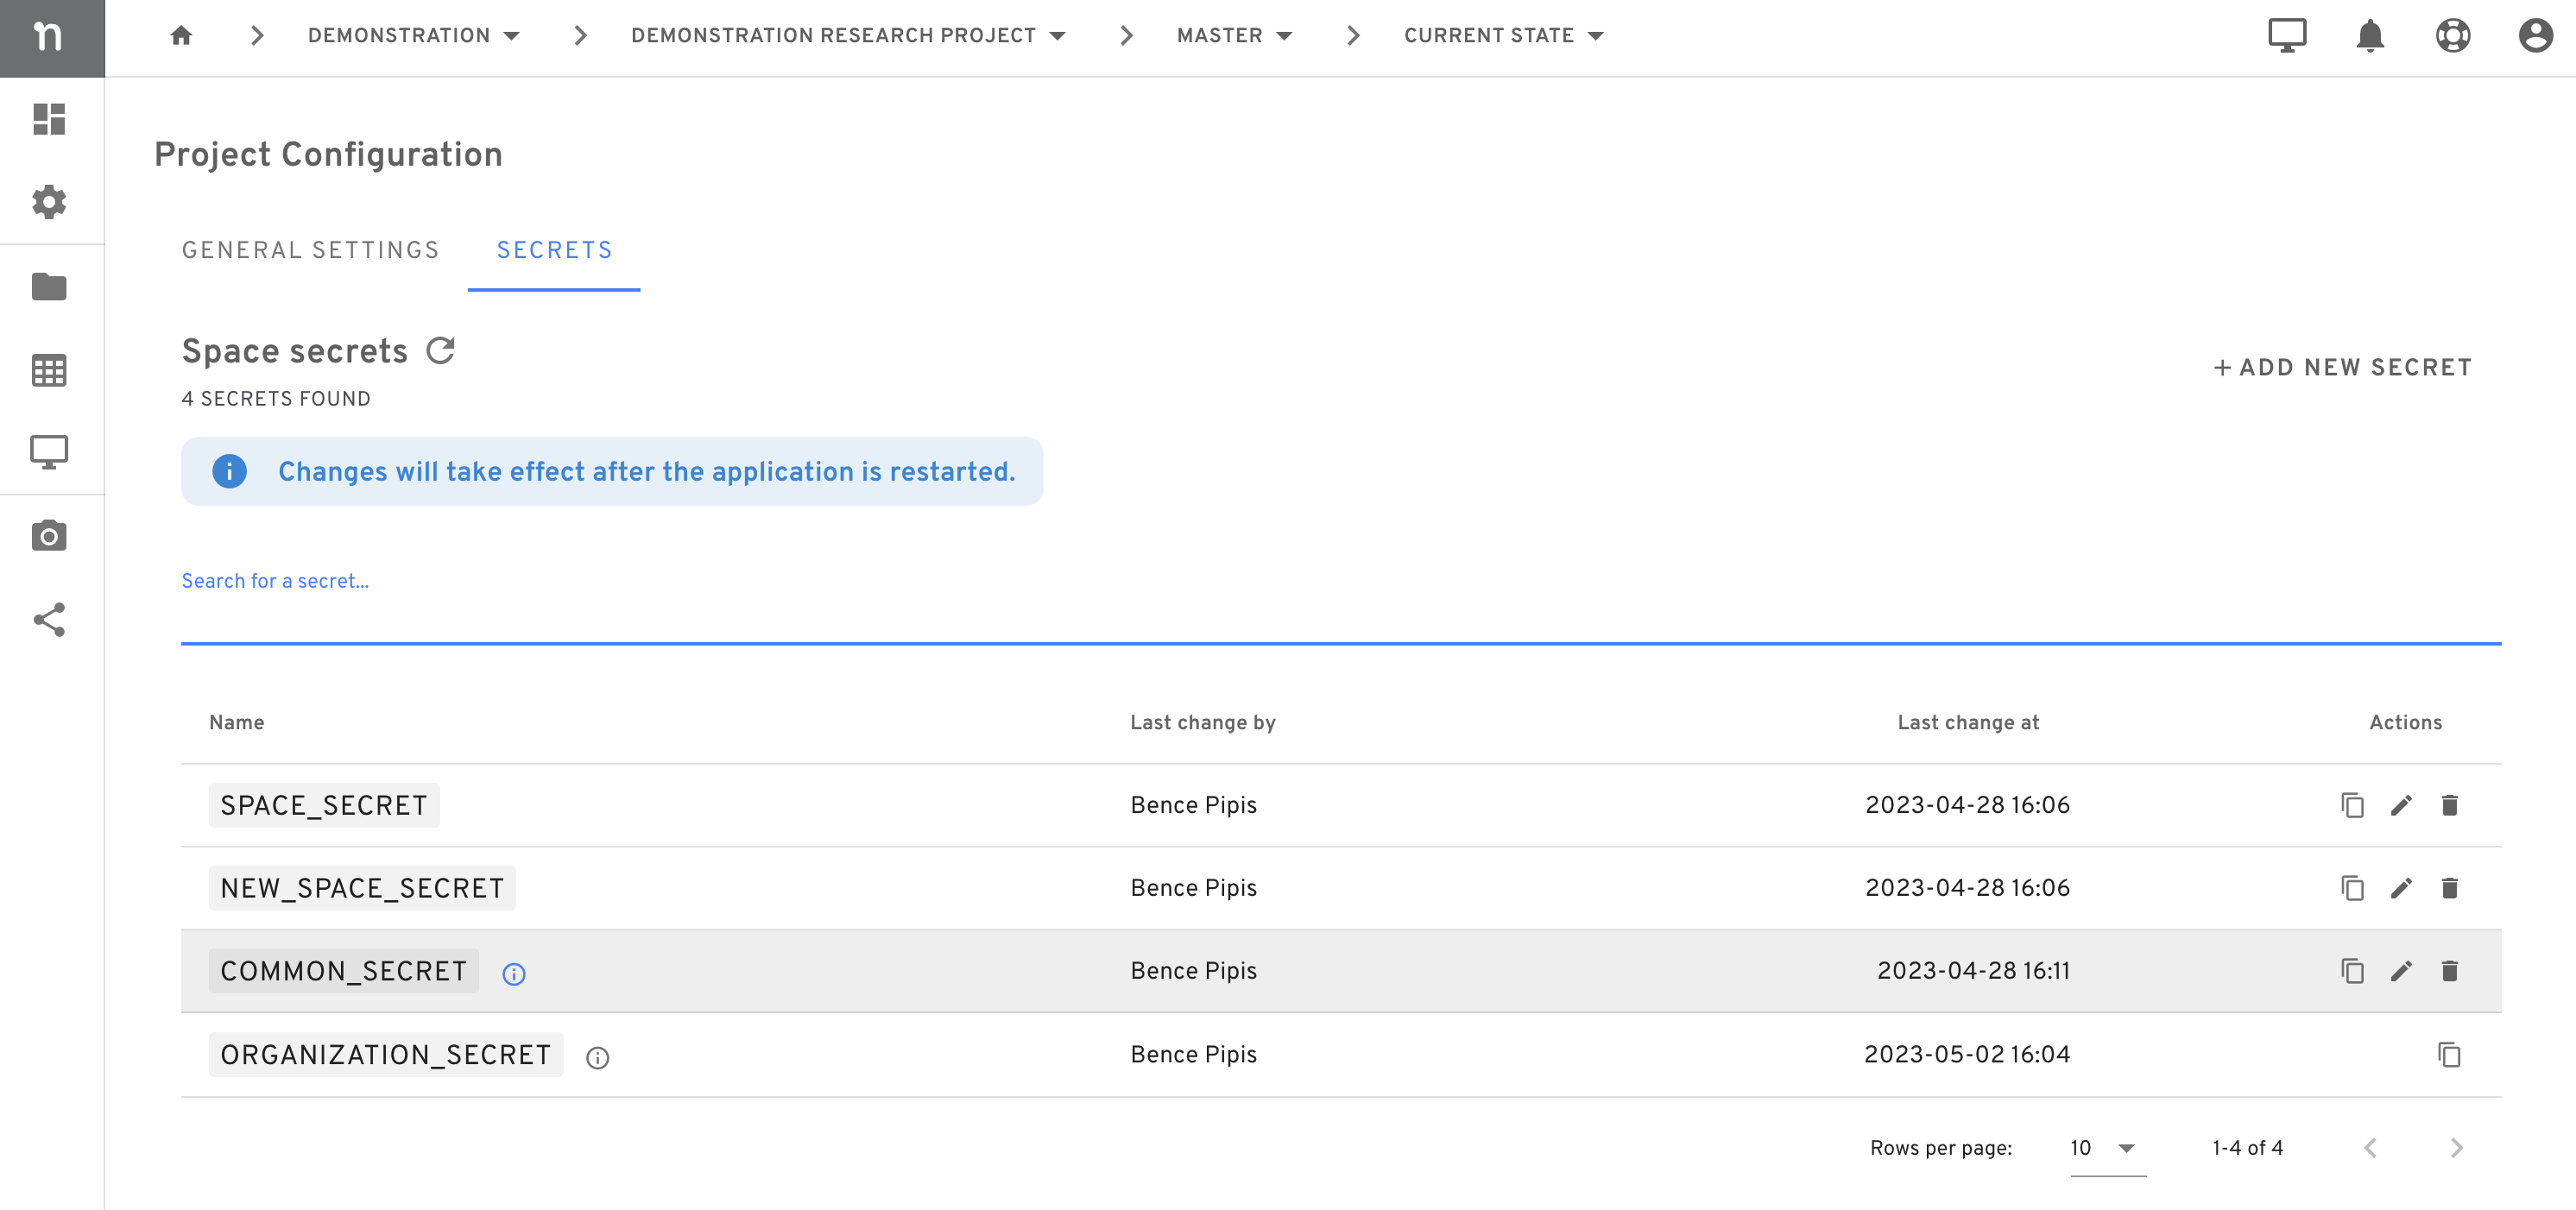 n
DEMONSTRATION
DEMONSTRATION RESEARCH PROJECT
MASTER
CURRENT STATE
Project Configuration
GENERAL SETTINGS
SECRETS
Space secrets
+ ADD NEW SECRET
4 SECRETS FOUND
Changes will take effect after the application is restarted.
Search for a secret...
Name
Last change by
Last change at
Actions
SPACE_SECRET
Bence Pipis
2023-04-28 16:06
NEW_SPACE_SECRET
Bence Pipis
2023-04-28 16:06
COMMON_SECRET
Bence Pipis
2023-04-28 16:11
ORGANIZATION_SECRET
Bence Pipis
2023-05-02 16:04
Rows per page:
10
1-4 of 4